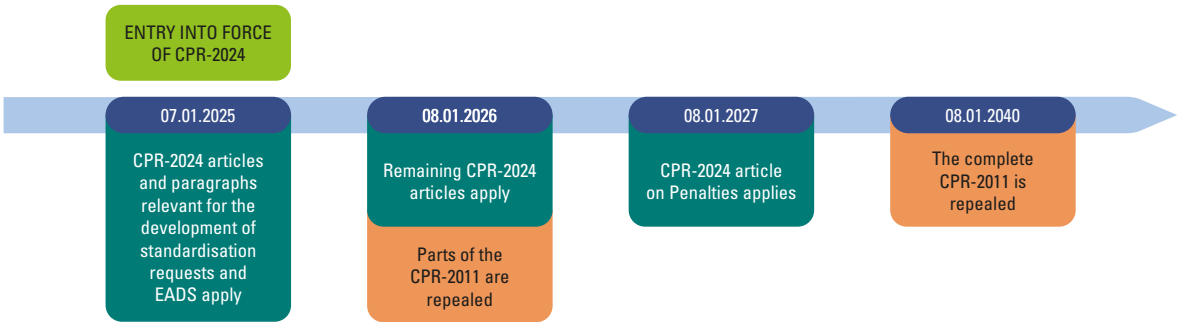 ENTRY INTO FORCE
OF CPR-2024
07.01.2025
CPR-2024 articles
and paragraphs
relevant for the
development of
standardisation
requests and
EADS apply
08.01.2026
Remaining CPR-2024
articles apply
Parts of the
CPR-2011 are
repealed
08.01.2027
CPR-2024 article
on Penalties applies
08.01.2040
The complete
CPR-2011 is
repealed